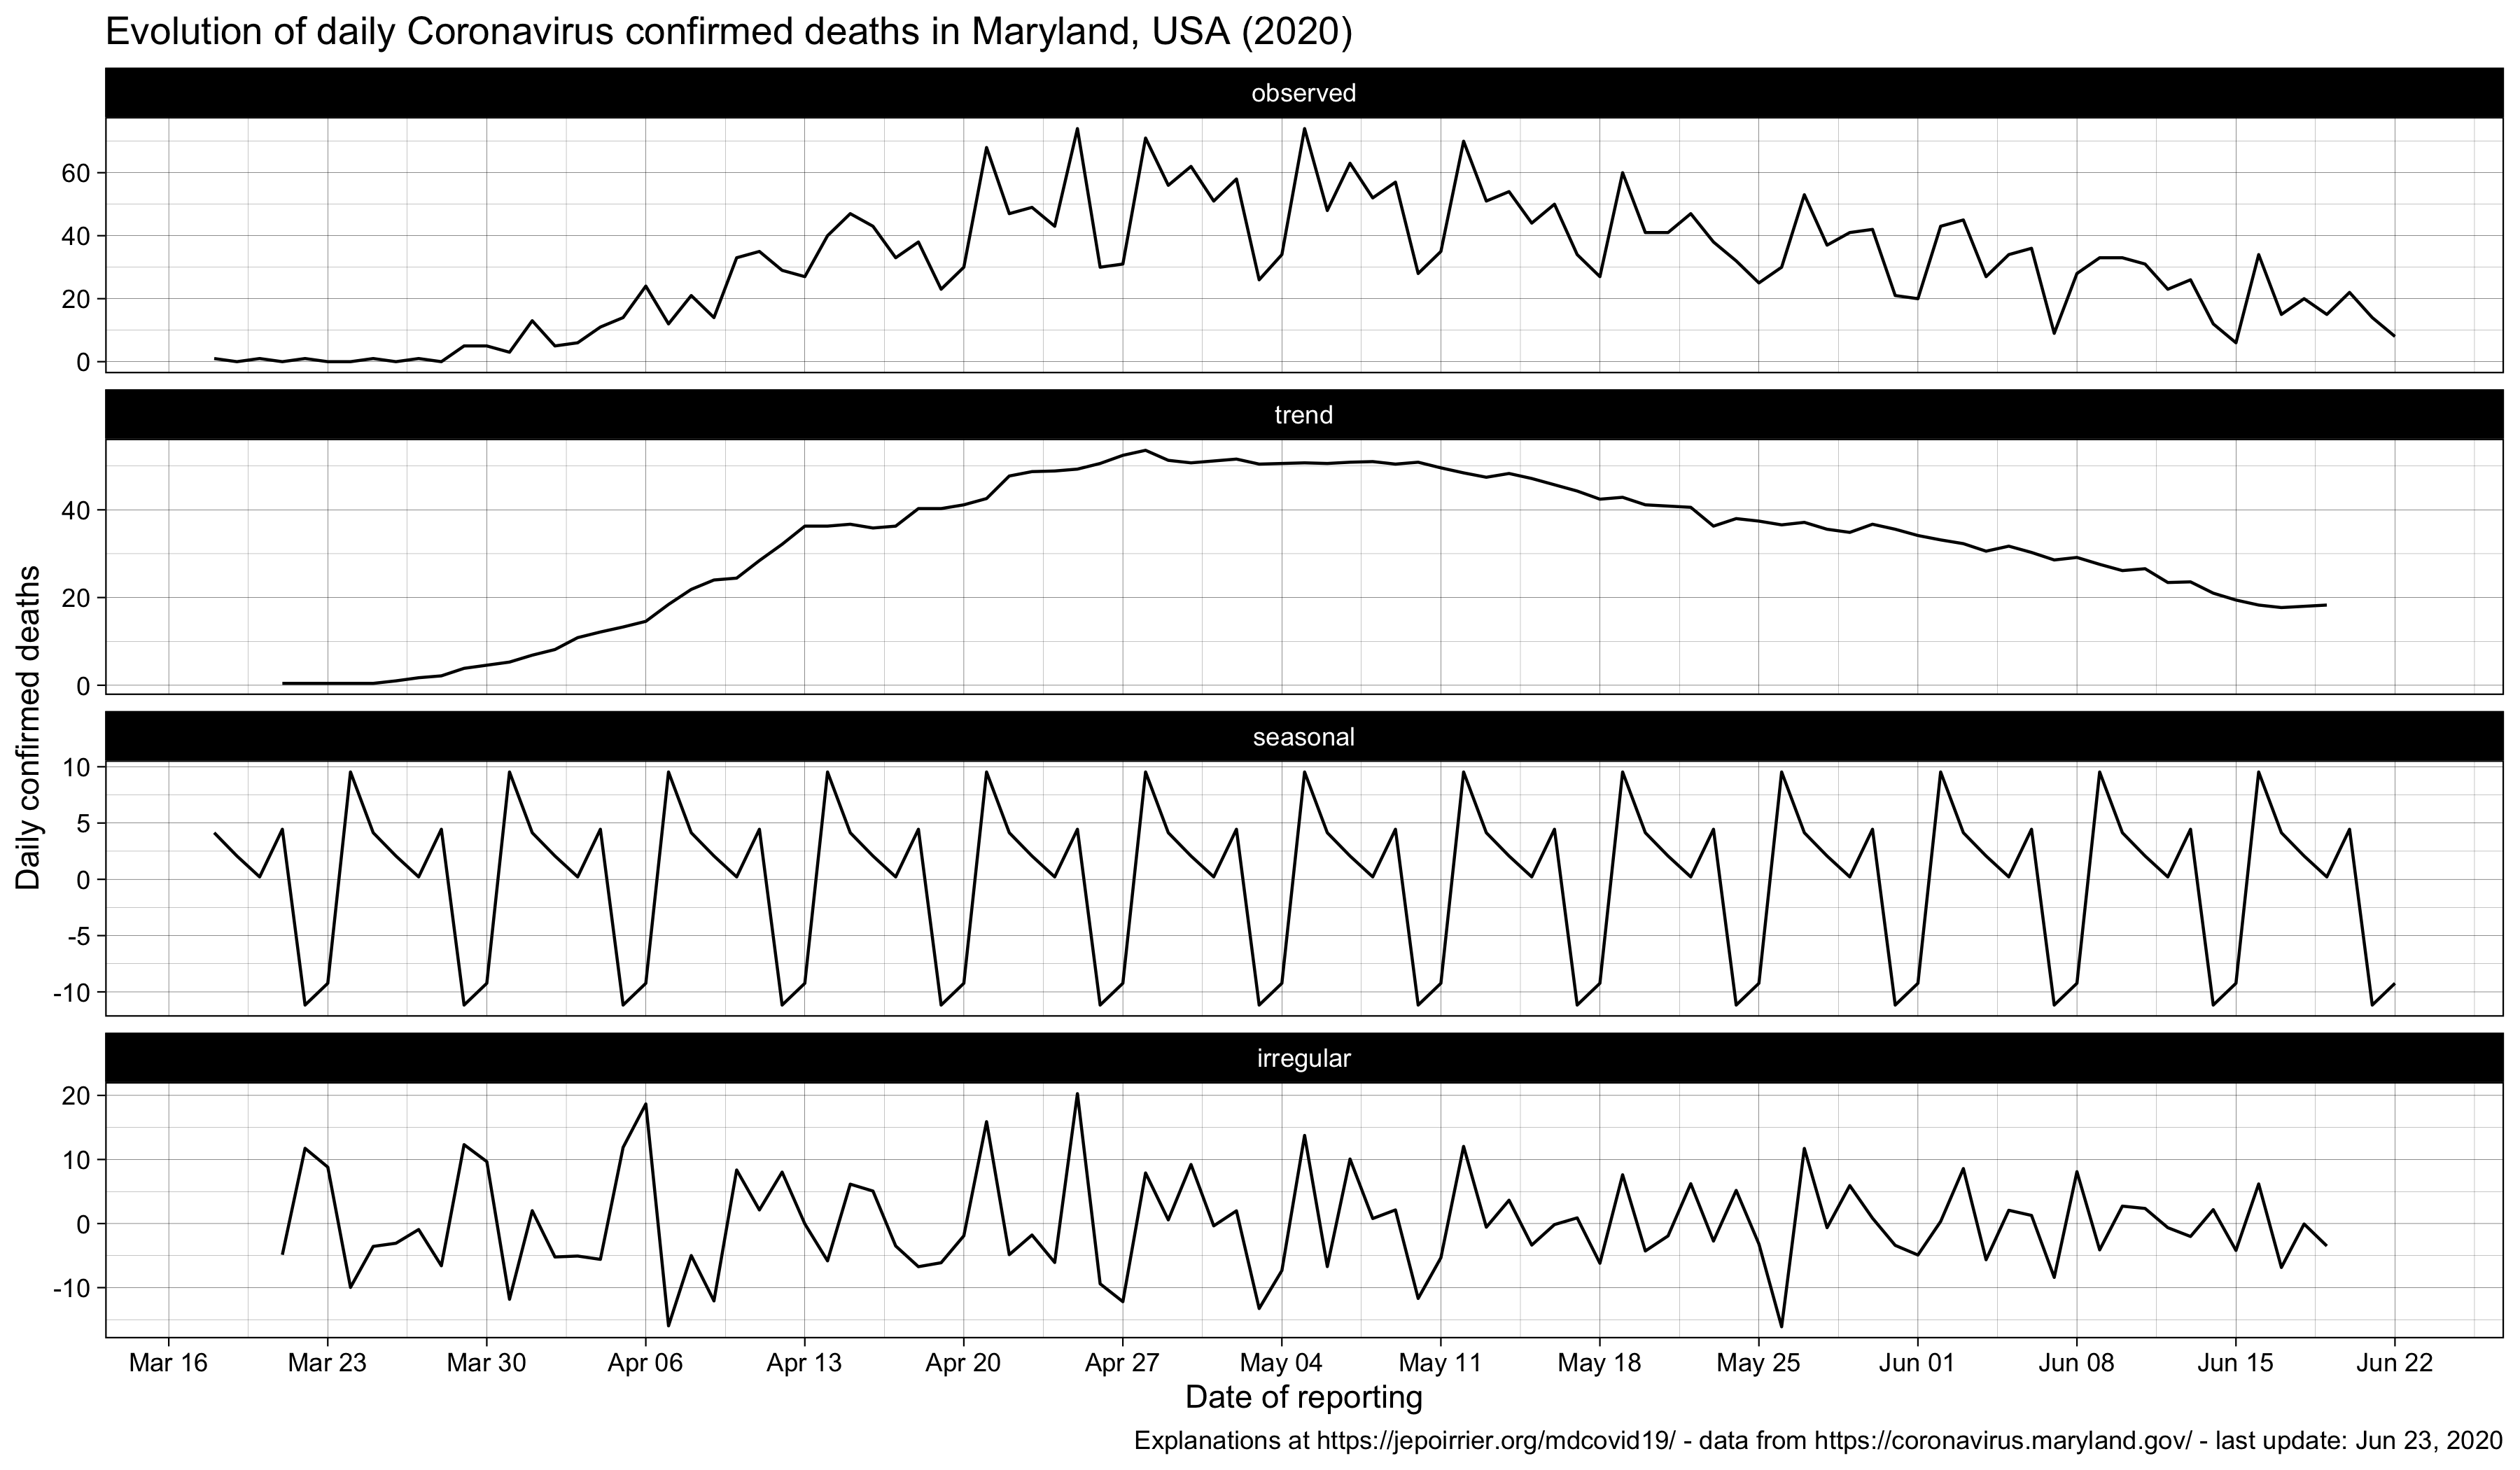 Evolution of daily Coronavirus confirmed deaths in Maryland, USA (2020)
observed
60
40
20
0
trend
40
20
0
seasonal
10
5
0
-5
-10
irregular
20
10
0
-10
Daily confirmed deaths
Mar 16 Mar 23 Mar 30 Apr 06 Apr 13 Apr 20 Apr 27 May 04 May 11 May 18 May 25 Jun 01 Jun 08 Jun 15 Jun 22
Date of reporting
Explanations at https://jepoirrier.org/mdcovid19/ - data from https://coronavirus.maryland.gov/ - last update: Jun 23, 2020